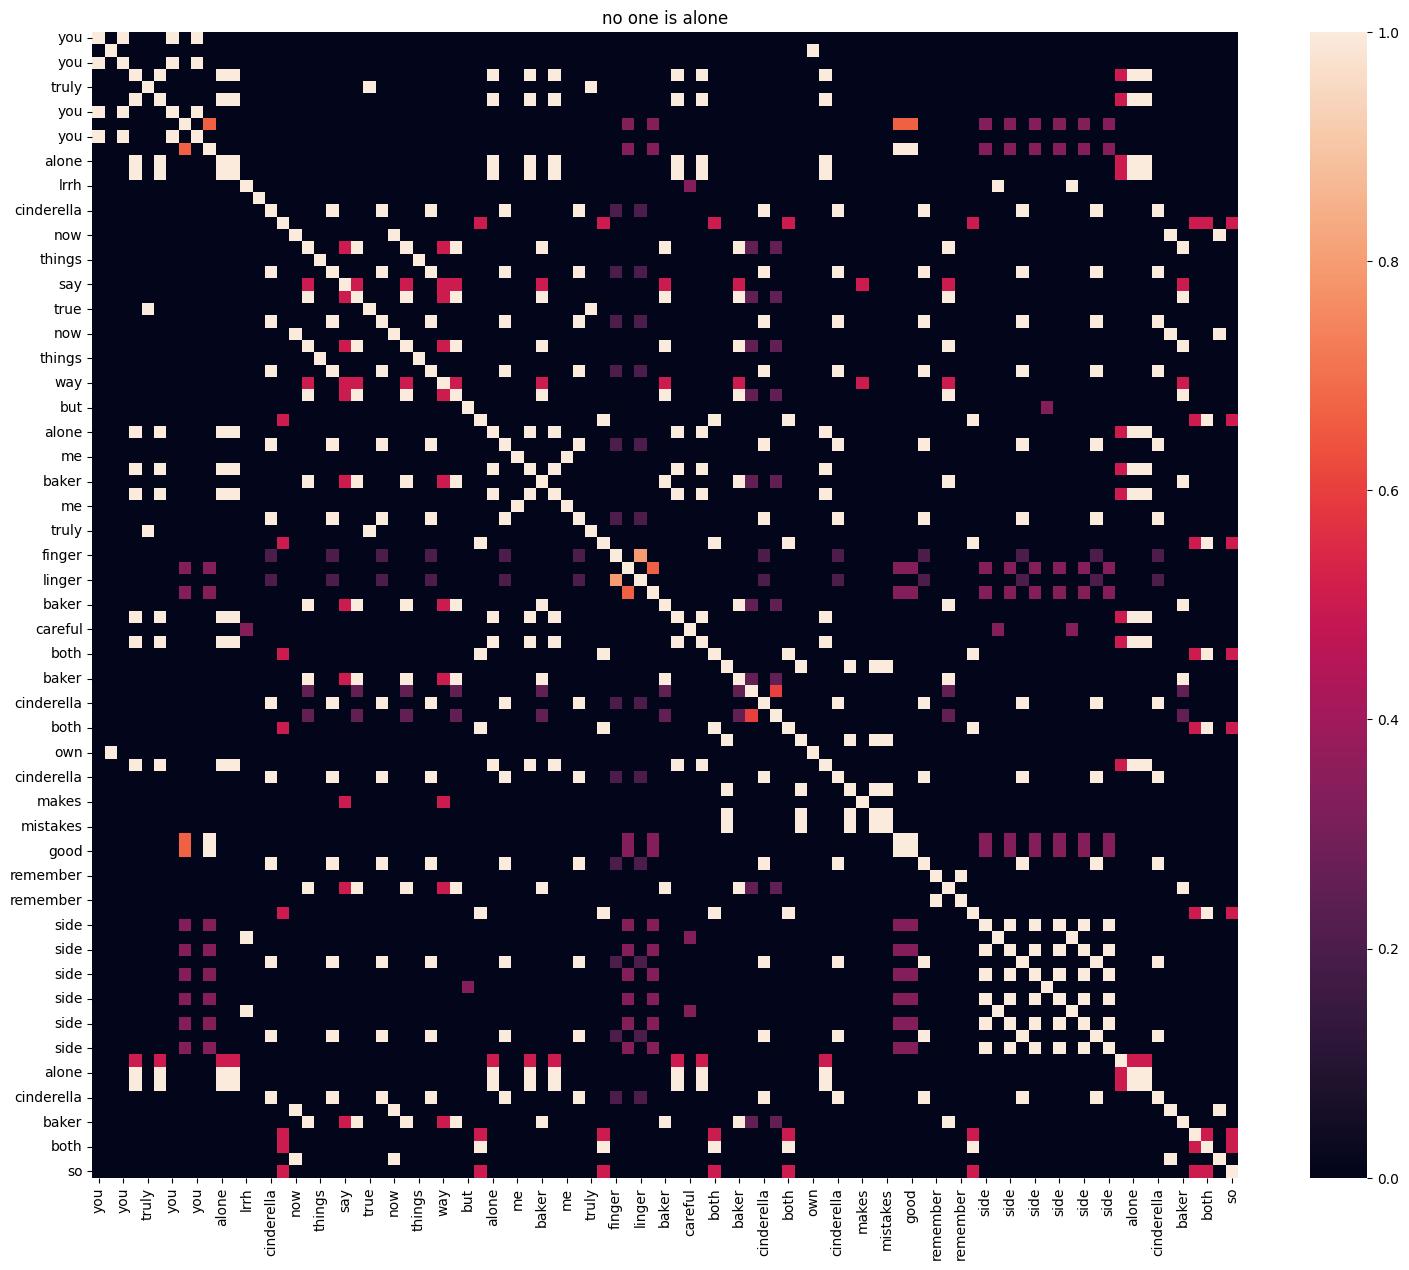 no one is alone
you
you
truly
you
you
alone
lrrh
cinderella
now
things
say
true
now
things
way
but
alone
me
baker
me
truly
finger
linger
baker
careful
both
baker
cinderella
both
own
cinderella
makes
mistakes
good
remember
remember
side
side
side
side
side
side
alone
cinderella
baker
both
so
you
you
truly
you
you
alone
lrrh
cinderella
now
things
say
true
now
things
way
but
alone
me
baker
me
truly
finger
linger
baker
careful
both
baker
cinderella
both
own
cinderella
makes
mistakes
good
remember
remember
side
side
side
side
side
side
alone
cinderella
baker
both
so
1.0
0.8
0.6
0.4
0.2
0.0